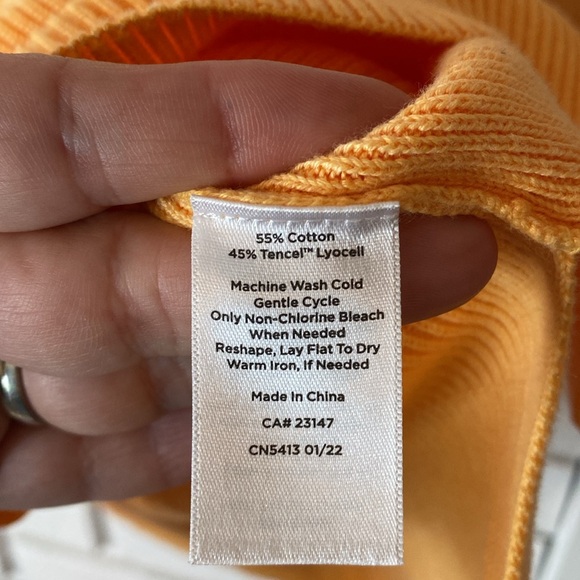 55% Cotton
45% Tencel™ Lyocell
Machine Wash Cold
Gentle Cycle
Only Non-Chlorine Bleach
When Needed
Reshape, Lay Flat To Dry
Warm Iron, If Needed
Made In China
CA# 23147
CN5413 01/22